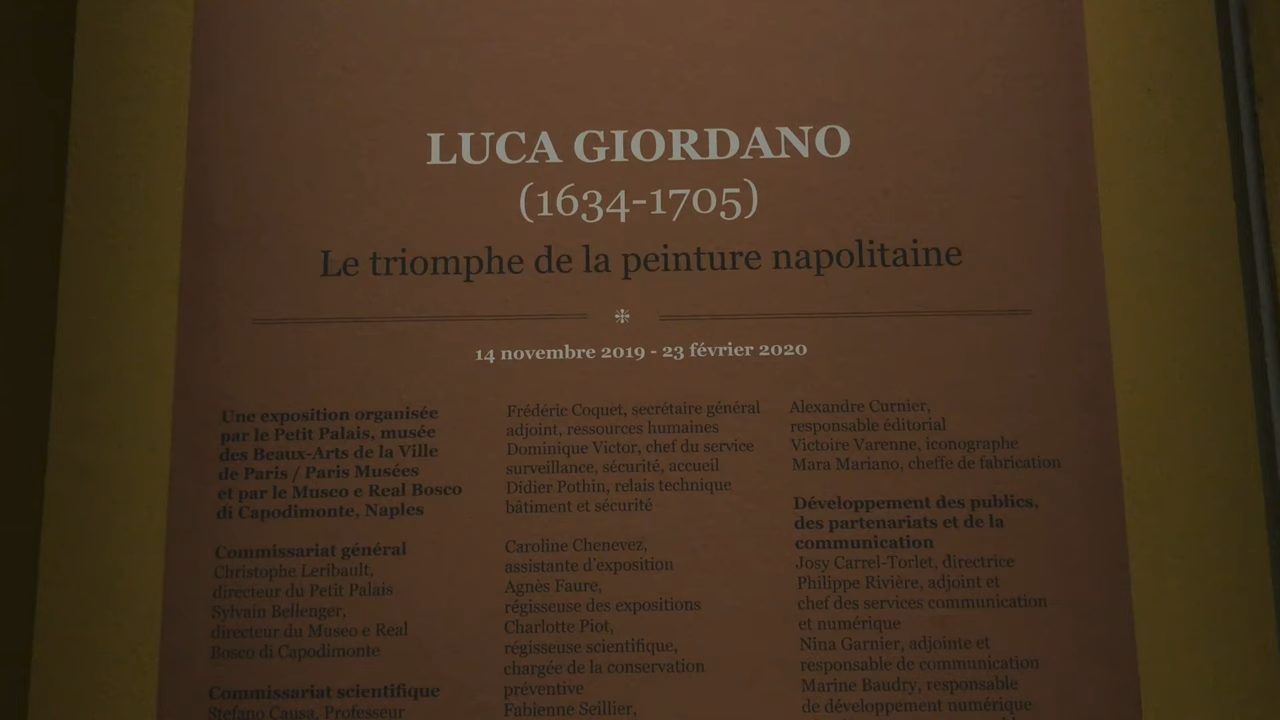 LUCA GIORDANO
(1634-1705)
Le triomphe de la peinture napolitaine
14 novembre 2019 - 23 février 2020
Une exposition organisée
par le Petit Palais, musée
des Beaux-Arts de la Ville
de Paris / Paris Musées
et par le Museo e Real Bosco
di Capodimonte, Naples
Commissariat général
Christophe Leribault,
directeur du Petit Palais
Sylvain Bellenger,
directeur du Museo e Real
Bosco di Capodimonte
Commissariat scientifique
Stefano Causa, Professeur
Frédéric Coquet, secrétaire général
adjoint, ressources humaines
Dominique Victor, chef du service
surveillance, sécurité, accueil
Didier Pothin, relais technique
bâtiment et sécurité
Caroline Chenevez,
assistante d'exposition
Agnès Faure,
régisseuse des expositions
Charlotte Piot,
régisseuse scientifique,
chargée de la conservation
préventive
Fabienne Seillier,
Alexandre Curnier,
responsable éditorial
Victoire Varenne, iconographe
Mara Mariano, cheffe de fabrication
Développement des publics,
des partenariats et de la
communication
Josy Carrel-Torlet, directrice
Philippe Rivière, adjoint et
chef des services communication
et numérique
Nina Garnier, adjointe et
responsable de communication
Marine Baudry, responsable
de développement numérique